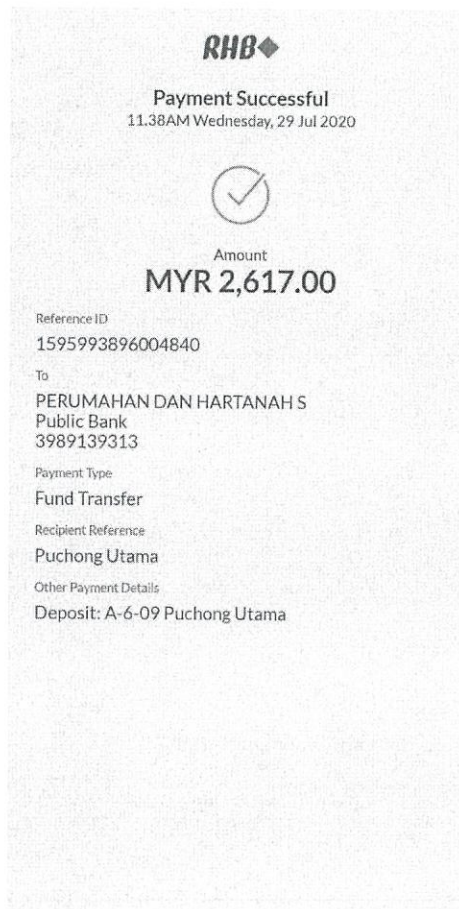 RHB
Payment Successful
11.38AM Wednesday, 29 Jul 2020
Amount
MYR 2,617.00
Reference ID
1595993896004840
To
PERUMAHAN DAN HARTANAH S
Public Bank
3989139313
Payment Type
Fund Transfer
Recipient Reference
Puchong Utama
Other Payment Details
Deposit: A-6-09 Puchong Utama